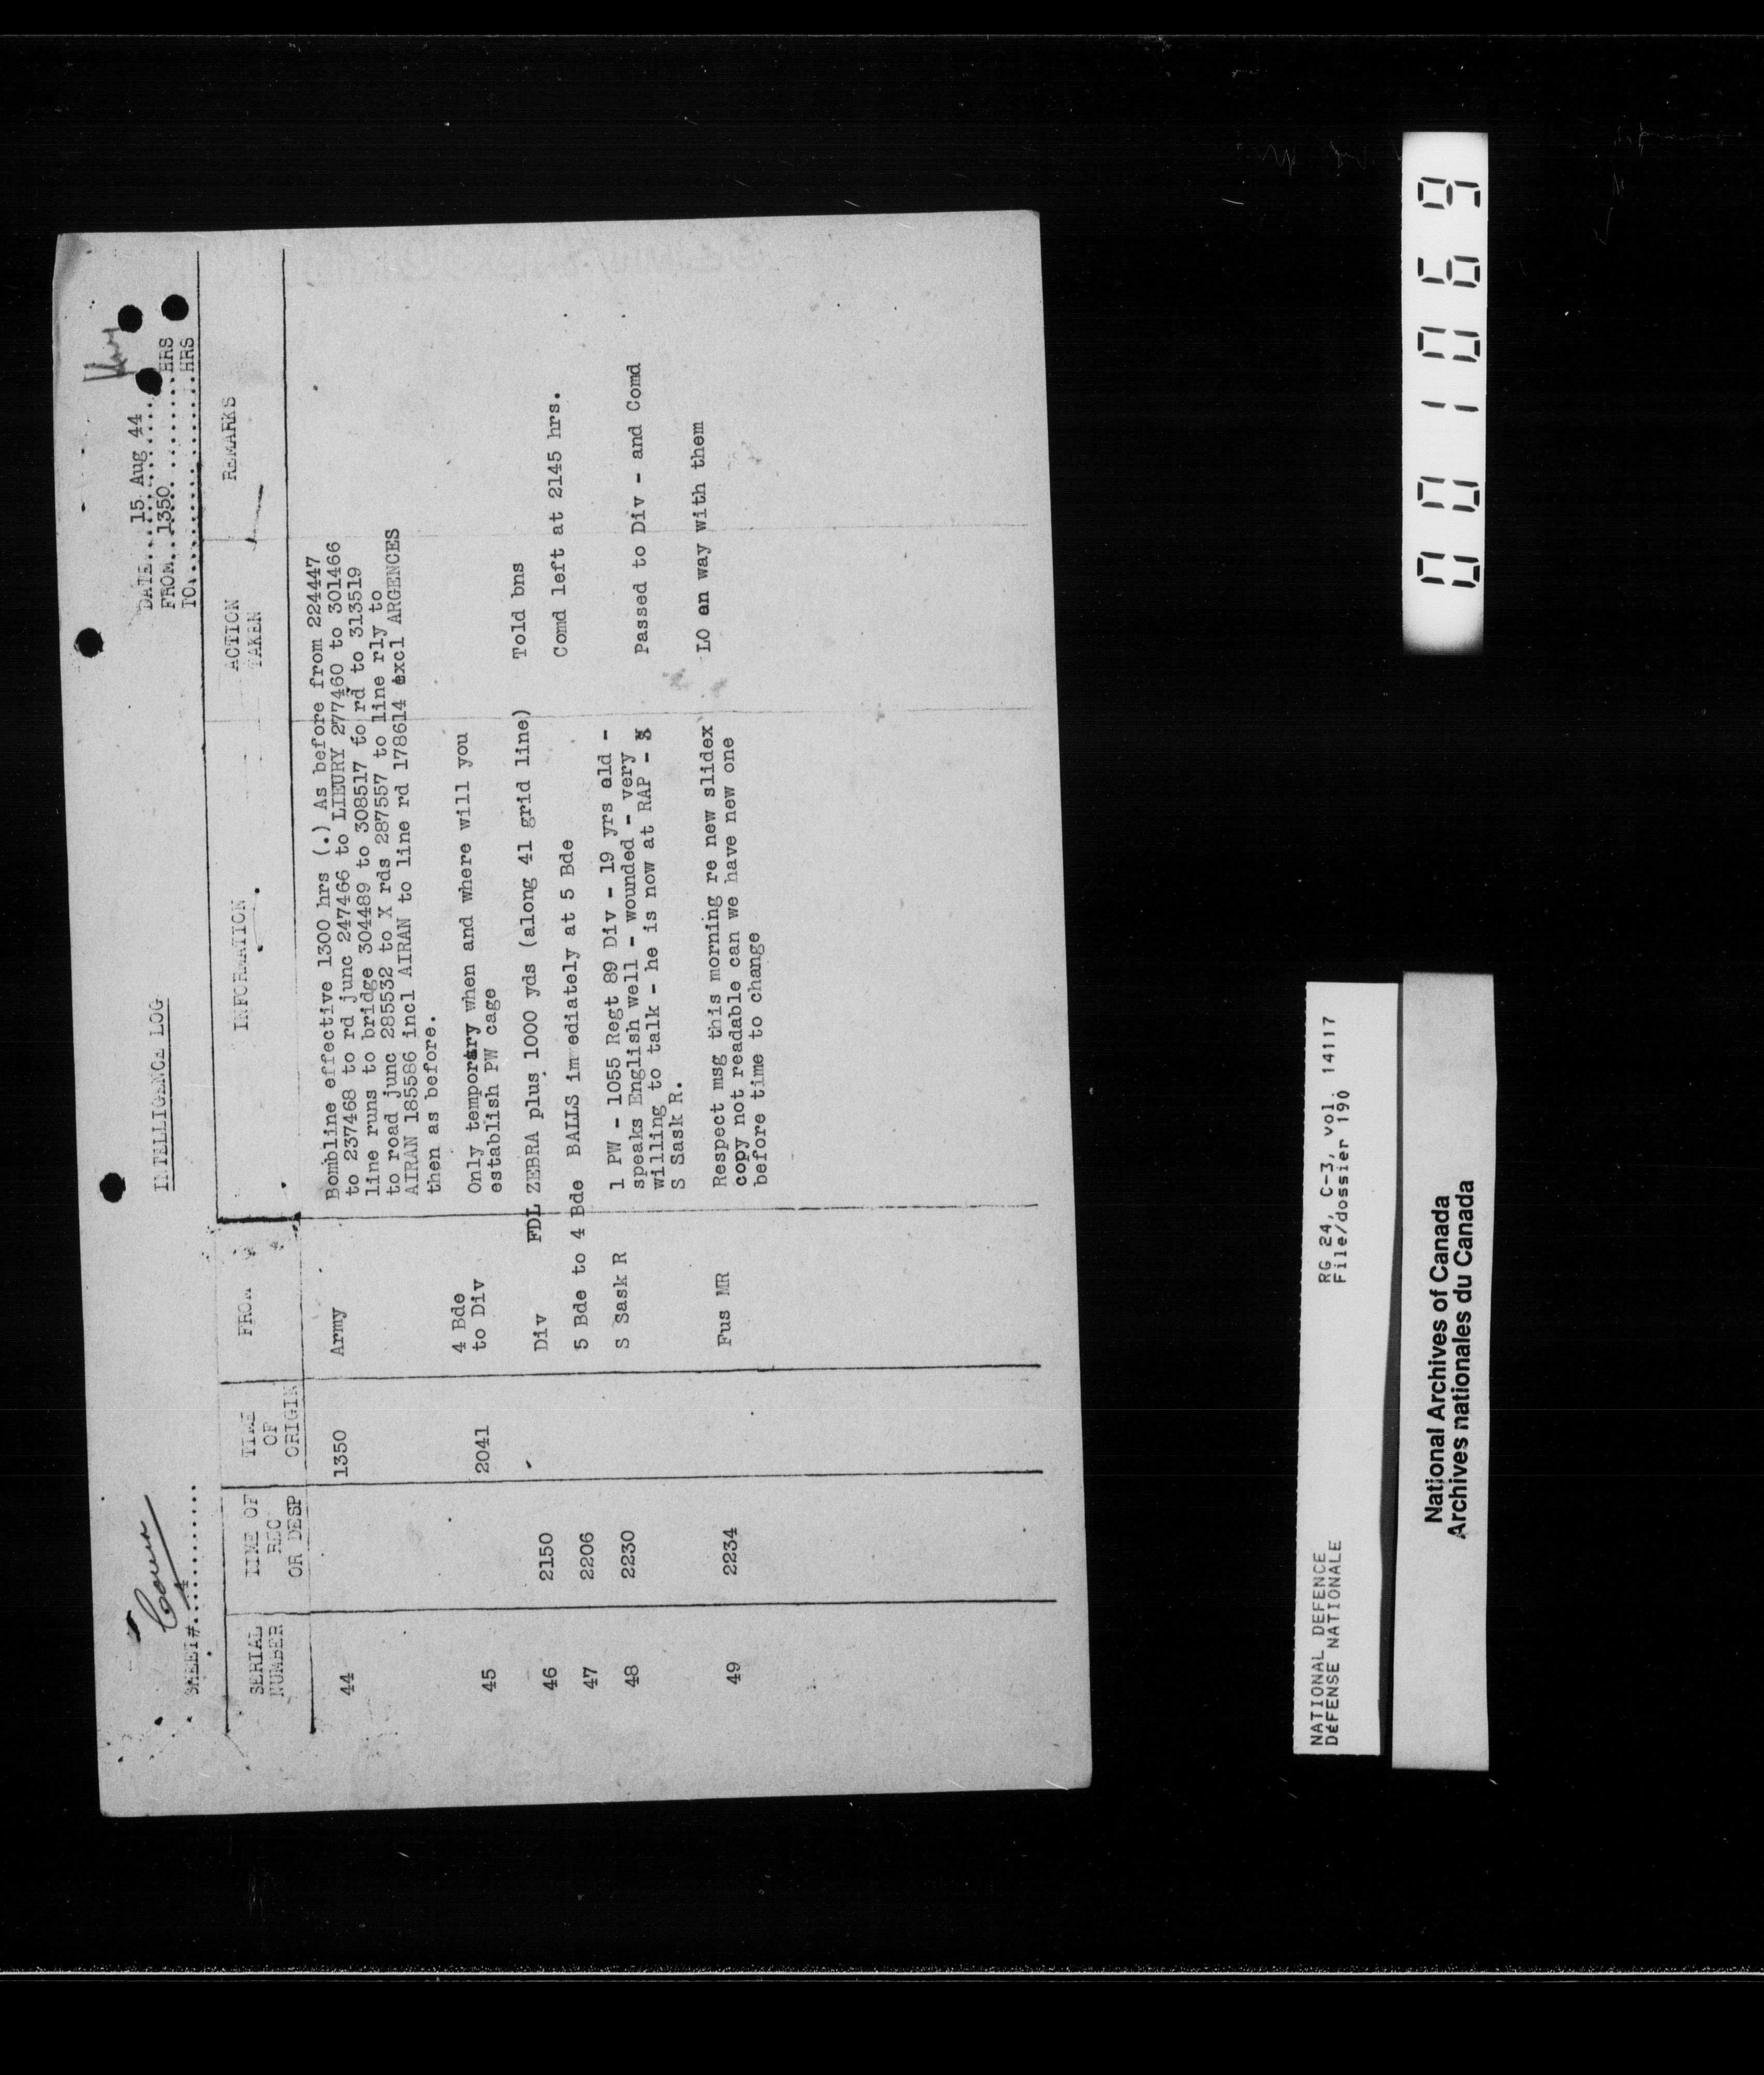 INTELLIGENCE LOG
SHEET #....4........
DATE...15 Aug 44....
FROM..1350........HRS
TO................HRS
SERIAL NUMBER
TIME OF REC OR DESP
TIME OF ORIGIN
FROM
INFORMATION
ACTION TAKEN
REMARKS
44 1350 Army Bombline effective 1300 hrs (.) As before from 224447
to 237468 to rd junc 247466 to LIEURY 277460 to 301466
line runs to bridge 304489 to 308517 to rd to 313519
to road junc 285532 to X rds 287557 to line rly to
AIRAN 185586 incl AIRAN to line rd 178614 excl ARGENCES
then as before.
45 2041 4 Bde to Div Only temporary when and where will you
establish PW cage
46 2150 Div FDL ZEBRA plus 1000 yds (along 41 grid line) Told bns
47 2206 5 Bde to 4 Bde BALLS immediately at 5 Bde Comd left at 2145 hrs.
48 2230 S Sask R 1 PW - 1055 Regt 89 Div - 19 yrs ald -
speaks English well - wounded - very
willing to talk - he is now at RAP -
S Sask R.
Passed to Div - and Comd
49 2234 Fus MR Respect msg this morning re new slidex
copy not readable can we have new one
before time to change
LO an way with them
001069
NATIONAL DEFENCE
DÉFENSE NATIONALE
RG 24, C-3, vol. 14117
File/dossier 190
National Archives of Canada
Archives nationales du Canada